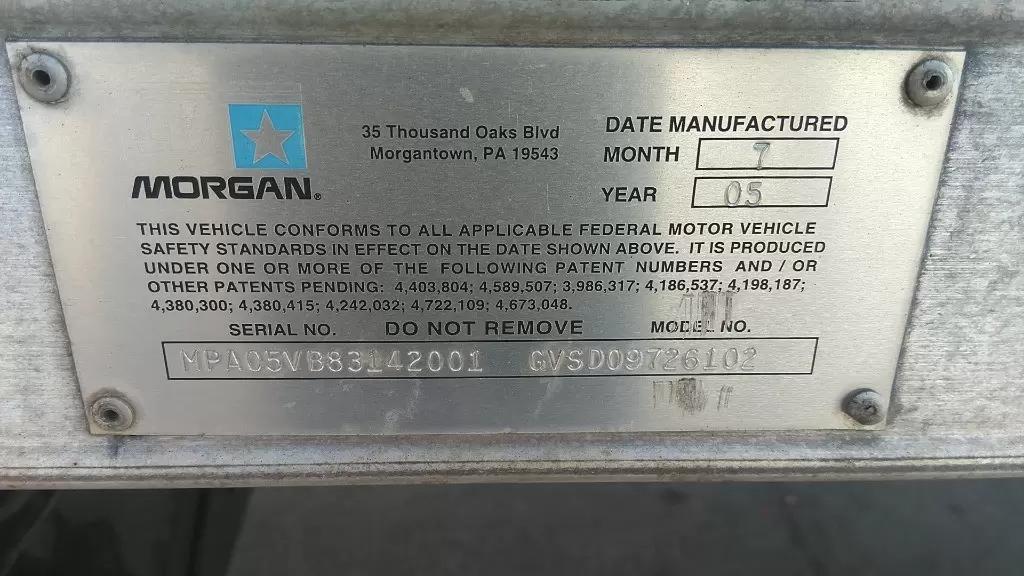 35 Thousand Oaks Blvd
Morgantown, PA 19543
DATE MANUFACTURED
MONTH 7
YEAR 05
MORGAN®
THIS VEHICLE CONFORMS TO ALL APPLICABLE FEDERAL MOTOR VEHICLE
SAFETY STANDARDS IN EFFECT ON THE DATE SHOWN ABOVE. IT IS PRODUCED
UNDER ONE OR MORE OF THE FOLLOWING PATENT NUMBERS AND / OR
OTHER PATENTS PENDING: 4,403,804; 4,589,507; 3,986,317; 4,186,537; 4,198,187;
4,380,300; 4,380,415; 4,242,032; 4,722,109; 4,673,048.
SERIAL NO. DO NOT REMOVE MODEL NO.
MPA05VB83142001 GVSD09726102